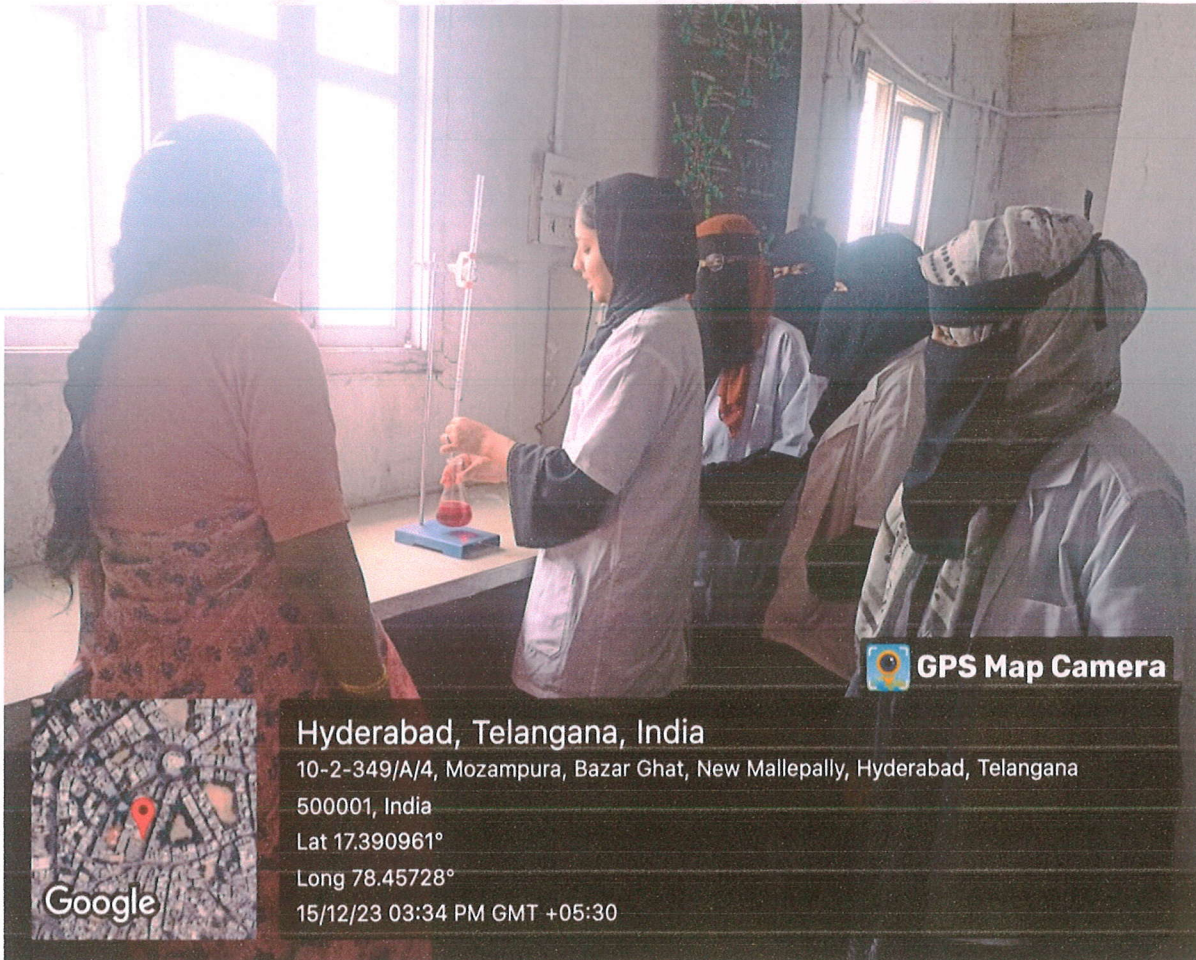 GPS Map Camera
Hyderabad, Telangana, India
10-2-349/A/4, Mozampura, Bazar Ghat, New Mallepally, Hyderabad, Telangana
500001, India
Lat 17.390961°
Long 78.45728°
15/12/23 03:34 PM GMT +05:30
Google